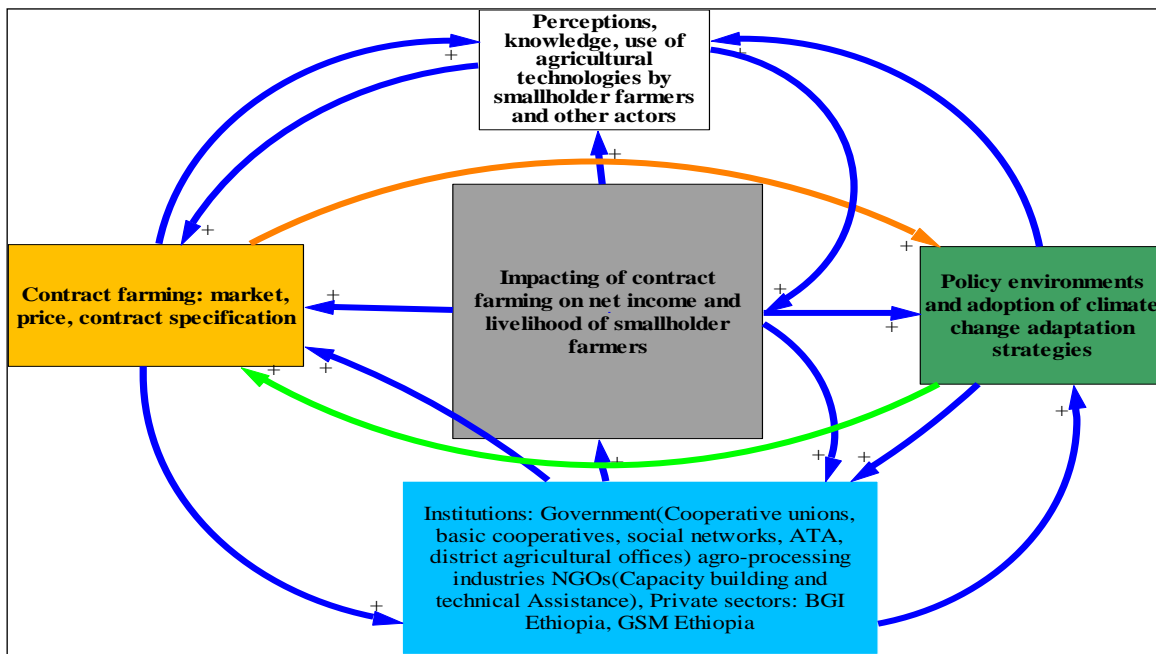 Perceptions,
knowledge, use of
agricultural
technologies by
smallholder farmers
and other actors
+
+
+
+
+
Contract farming: market,
price, contract specification
Impacting of contract
farming on net income and
livelihood of smallholder
farmers
Policy environments
and adoption of climate
change adaptation
strategies
+
+
+
+
+
+
+
+
+
+
Institutions: Government(Cooperative unions,
basic cooperatives, social networks, ATA,
district agricultural offices) agro-processing
industries NGOs(Capacity building and
technical Assistance), Private sectors: BGI
Ethiopia, GSM Ethiopia